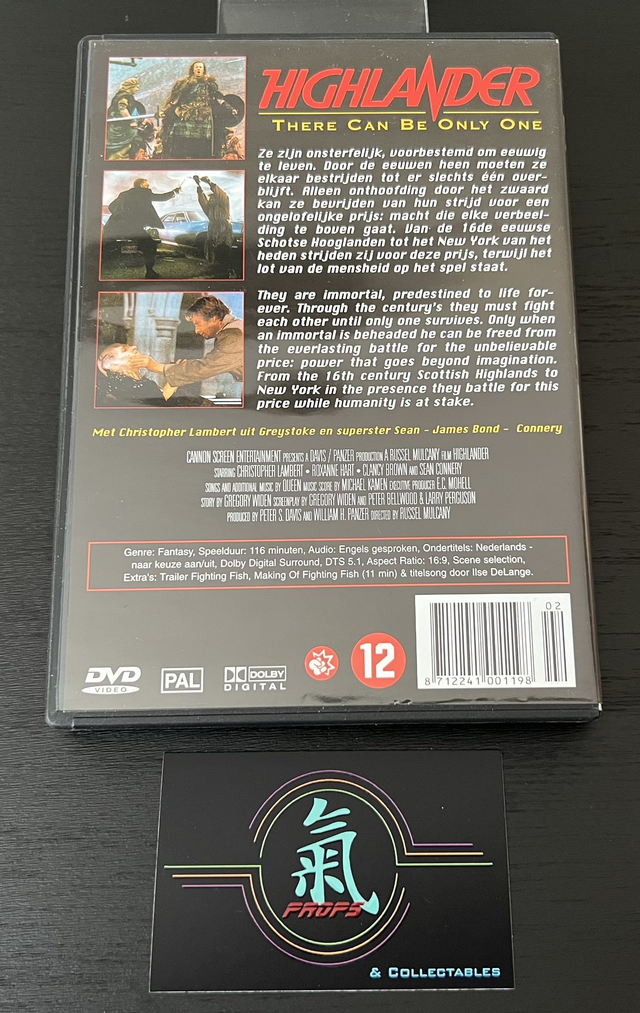 HIGHLANDER
THERE CAN BE ONLY ONE
Ze zijn onsterfelijk, voorbestemd om eeuwig
te leven. Door de eeuwen heen moeten ze
elkaar bestrijden tot er slechts één over-
blijft. Alleen onthoofding door het zwaard
kan ze bevrijden van hun strijd voor een
ongelofelijke prijs: macht die elke verbeel-
ding te boven gaat. Van de 16de eeuwse
Schotse Hooglanden tot het New York van het
heden strijden zij voor deze prijs, terwijl het
lot van de mensheid op het spel staat.
They are immortal, predestined to life for-
ever. Through the century's they must fight
each other until only one survives. Only when
an immortal is beheaded he can be freed from
the everlasting battle for the unbelievable
price: power that goes beyond imagination.
From the 16th century Scottish Highlands to
New York in the presence they battle for this
price while humanity is at stake.
Met Christopher Lambert uit Greystoke en superster Sean - James Bond - Connery
CANNON SCREEN ENTERTAINMENT PRESENTS A DAVIS / PANZER PRODUCTION A RUSSEL MULCANY FILM HIGHLANDER
STARRING CHRISTOPHER LAMBERT • ROXANNE HART • CLANCY BROWN AND SEAN CONNERY
SONGS AND ADDITIONAL MUSIC BY QUEEN MUSIC SCORE BY MICHAEL KAMEN EXECUTIVE PRODUCER E.C. MOHELL
STORY BY GREGORY WIDEN SCREENPLAY BY GREGORY WIDEN AND PETER BELLWOOD & LARRY PERGUSON
PRODUCED BY PETER S. DAVIS AND WILLIAM H. PANZER DIRECTED BY RUSSEL MULCANY
Genre: Fantasy, Speelduur: 116 minuten, Audio: Engels gesproken, Ondertitels: Nederlands -
naar keuze aan/uit, Dolby Digital Surround, DTS 5.1, Aspect Ratio: 16:9, Scene selection,
Extra's: Trailer Fighting Fish, Making Of Fighting Fish (11 min) & titelsong door Ilse DeLange.
DVD
VIDEO
PAL
DOLBY
DIGITAL
12
02
8 712241 001198
氣
PROPS
& COLLECTABLES